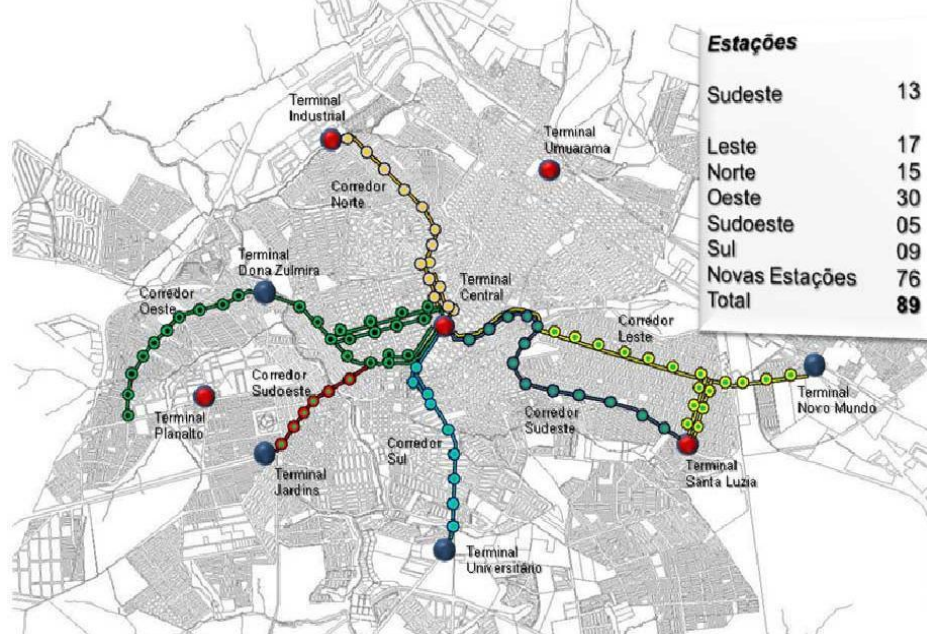 Estações
Sudeste 13
Leste 17
Norte 15
Oeste 30
Sudoeste 05
Sul 09
Novas Estações 76
Total 89
Terminal
Industrial
Terminal
Umuarama
Corredor
Norte
Terminal
Dona Zulmira
Corredor
Oeste
Terminal
Central
Corredor
Leste
Corredor
Sudoeste
Terminal
Planalto
Terminal
Novo Mundo
Corredor
Sudeste
Corredor
Sul
Terminal
Jardins
Terminal
Santa Luzia
Terminal
Universitário